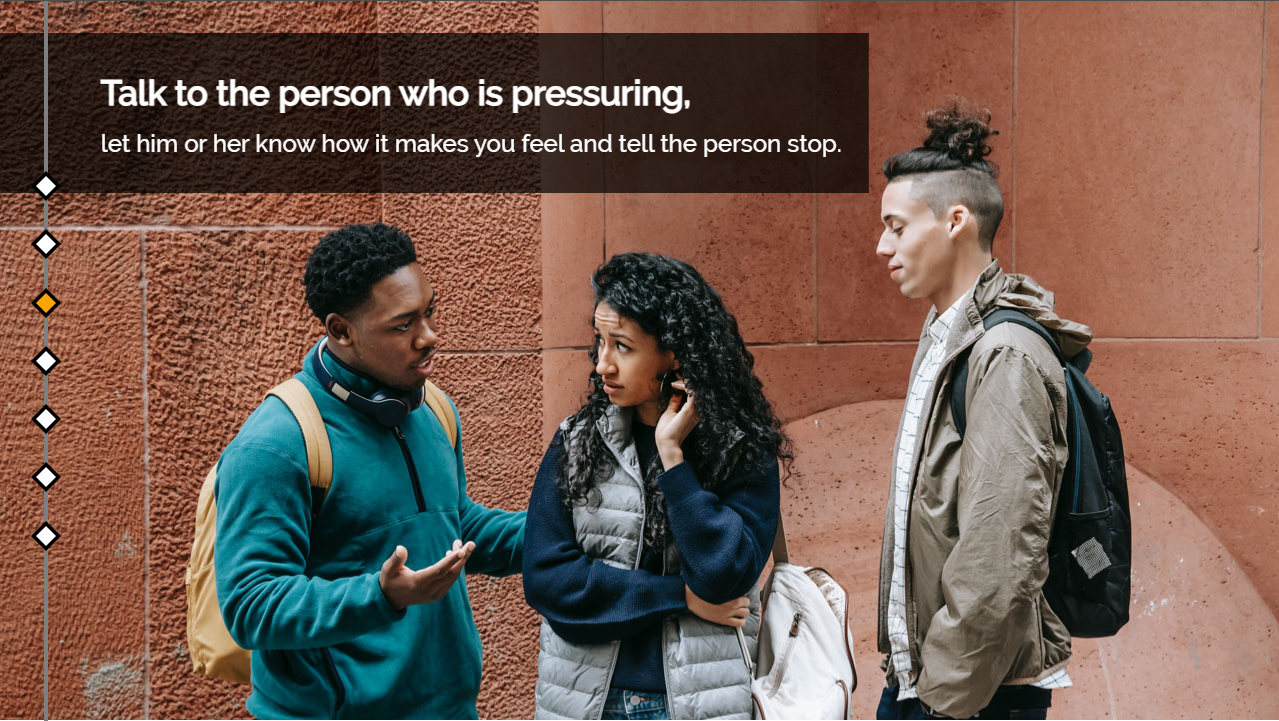 Talk to the person who is pressuring,
let him or her know how it makes you feel and tell the person stop.